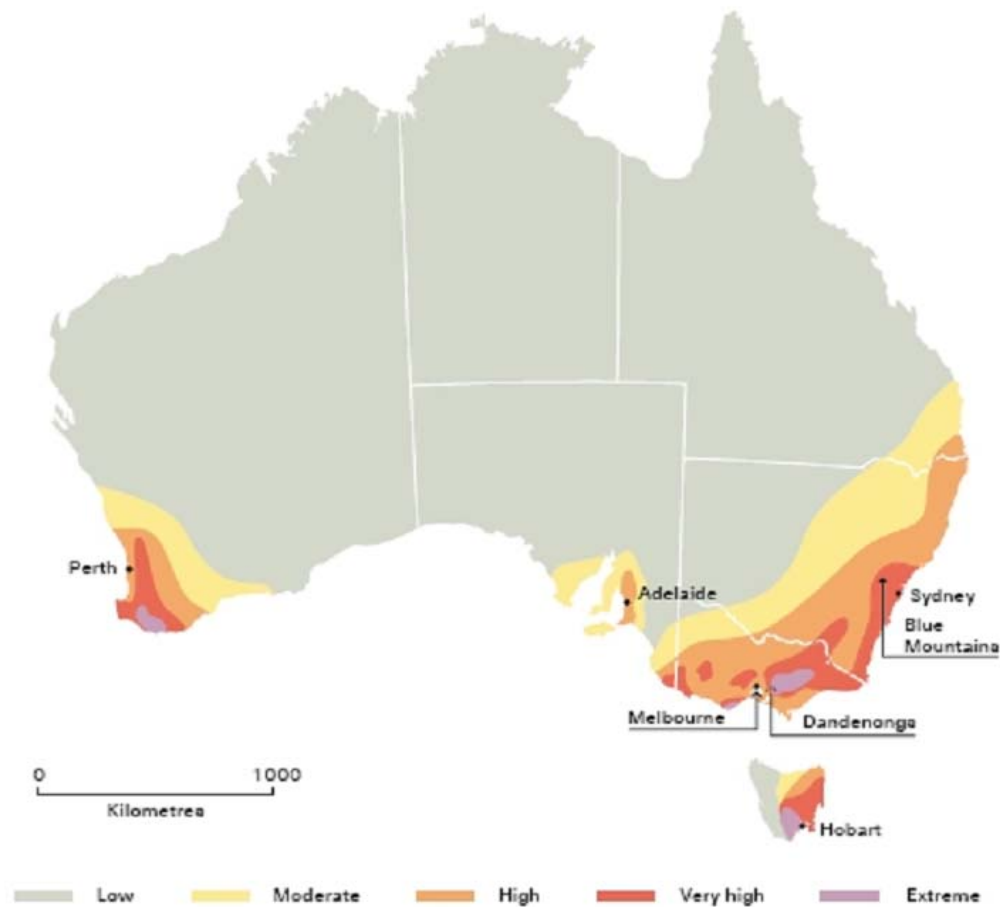 Perth
Adelaide
Sydney
Blue
Mountains
Melbourne
Dandenongs
Hobart
0 1000
Kilometres
Low Moderate High Very high Extreme